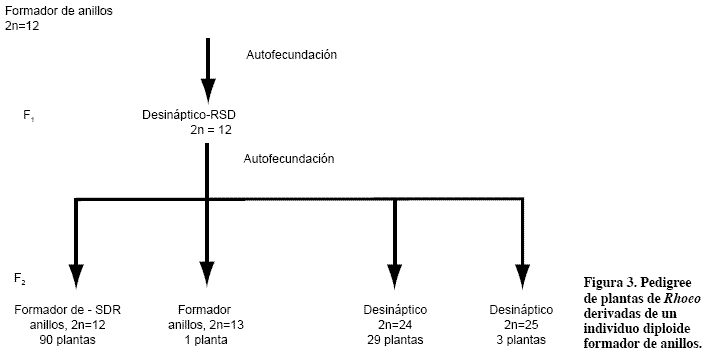 Formador de anillos
2n=12
Autofecundación
F1
Desináptico-RSD
2n = 12
Autofecundación
F2
Formador de - SDR
anillos, 2n=12
90 plantas
Formador
anillos, 2n=13
1 planta
Desináptico
2n=24
29 plantas
Desináptico
2n=25
3 plantas
Figura 3. Pedigree
de plantas de Rhoeo
derivadas de un
individuo diploide
formador de anillos.